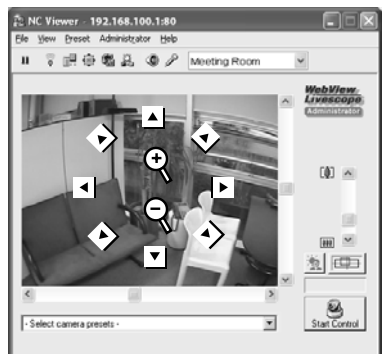 NC Viewer - 192.168.100.1:80
File View Preset Administrator Help
Meeting Room
WebView
Livescope
Administrator
- Select camera presets -
Start Control